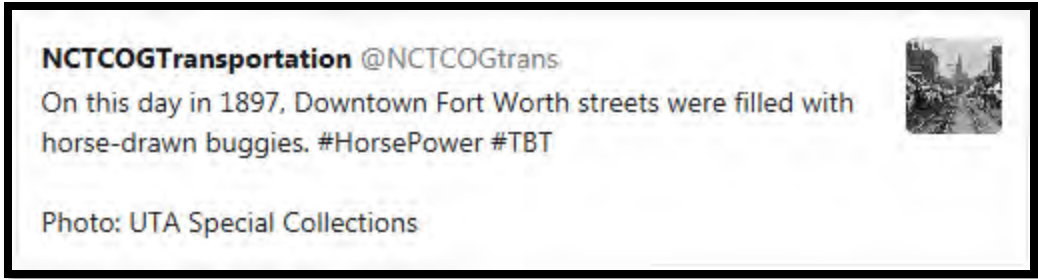 NCTCOGTransportation @NCTCOGtrans
On this day in 1897, Downtown Fort Worth streets were filled with
horse-drawn buggies. #HorsePower #TBT
Photo: UTA Special Collections